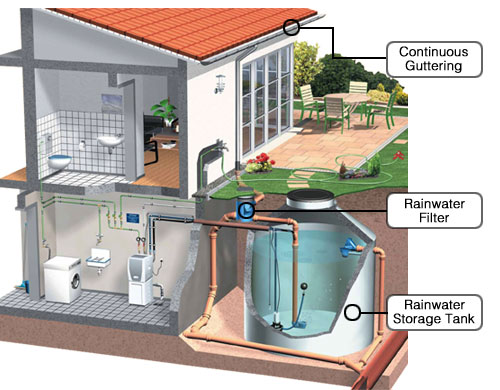 Continuous
Guttering
Rainwater
Filter
Rainwater
Storage Tank